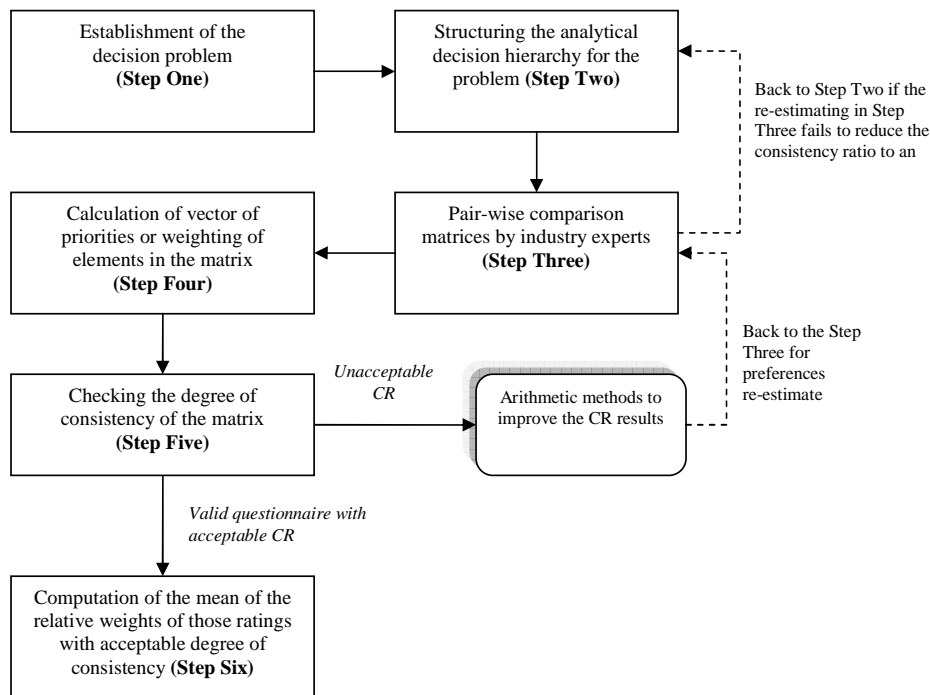 Establishment of the
decision problem
(Step One)
Structuring the analytical
decision hierarchy for the
problem (Step Two)
Back to Step Two if the
re-estimating in Step
Three fails to reduce the
consistency ratio to an
Calculation of vector of
priorities or weighting of
elements in the matrix
(Step Four)
Pair-wise comparison
matrices by industry experts
(Step Three)
Back to the Step
Three for
preferences
re-estimate
Checking the degree of
consistency of the matrix
(Step Five)
Unacceptable
CR
Arithmetic methods to
improve the CR results
Valid questionnaire with
acceptable CR
Computation of the mean of the
relative weights of those ratings
with acceptable degree of
consistency (Step Six)